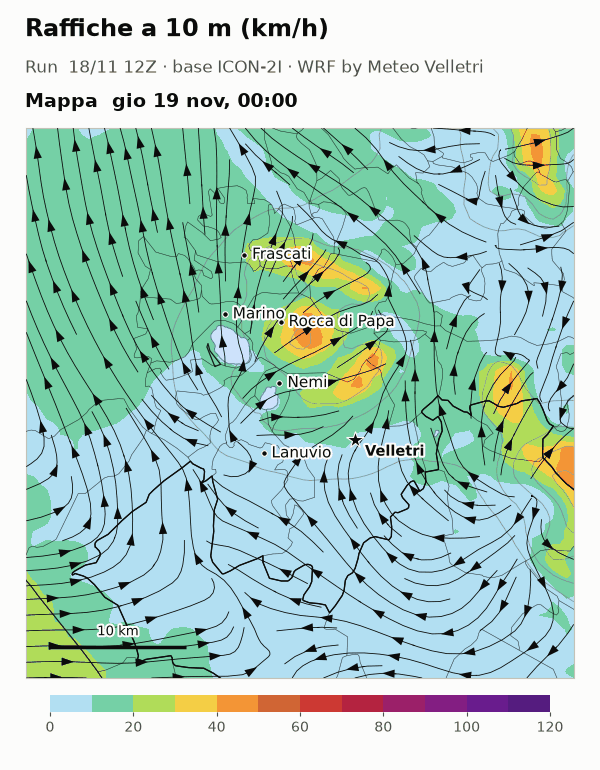 Raffiche a 10 m (km/h)
Run  18/11 12Z · base ICON-2I · WRF by Meteo Velletri
Mappa  gio 19 nov, 00:00
Frascati
Marino
Rocca di Papa
Nemi
Velletri
Lanuvio
10 km
0 20 40 60 80 100 120